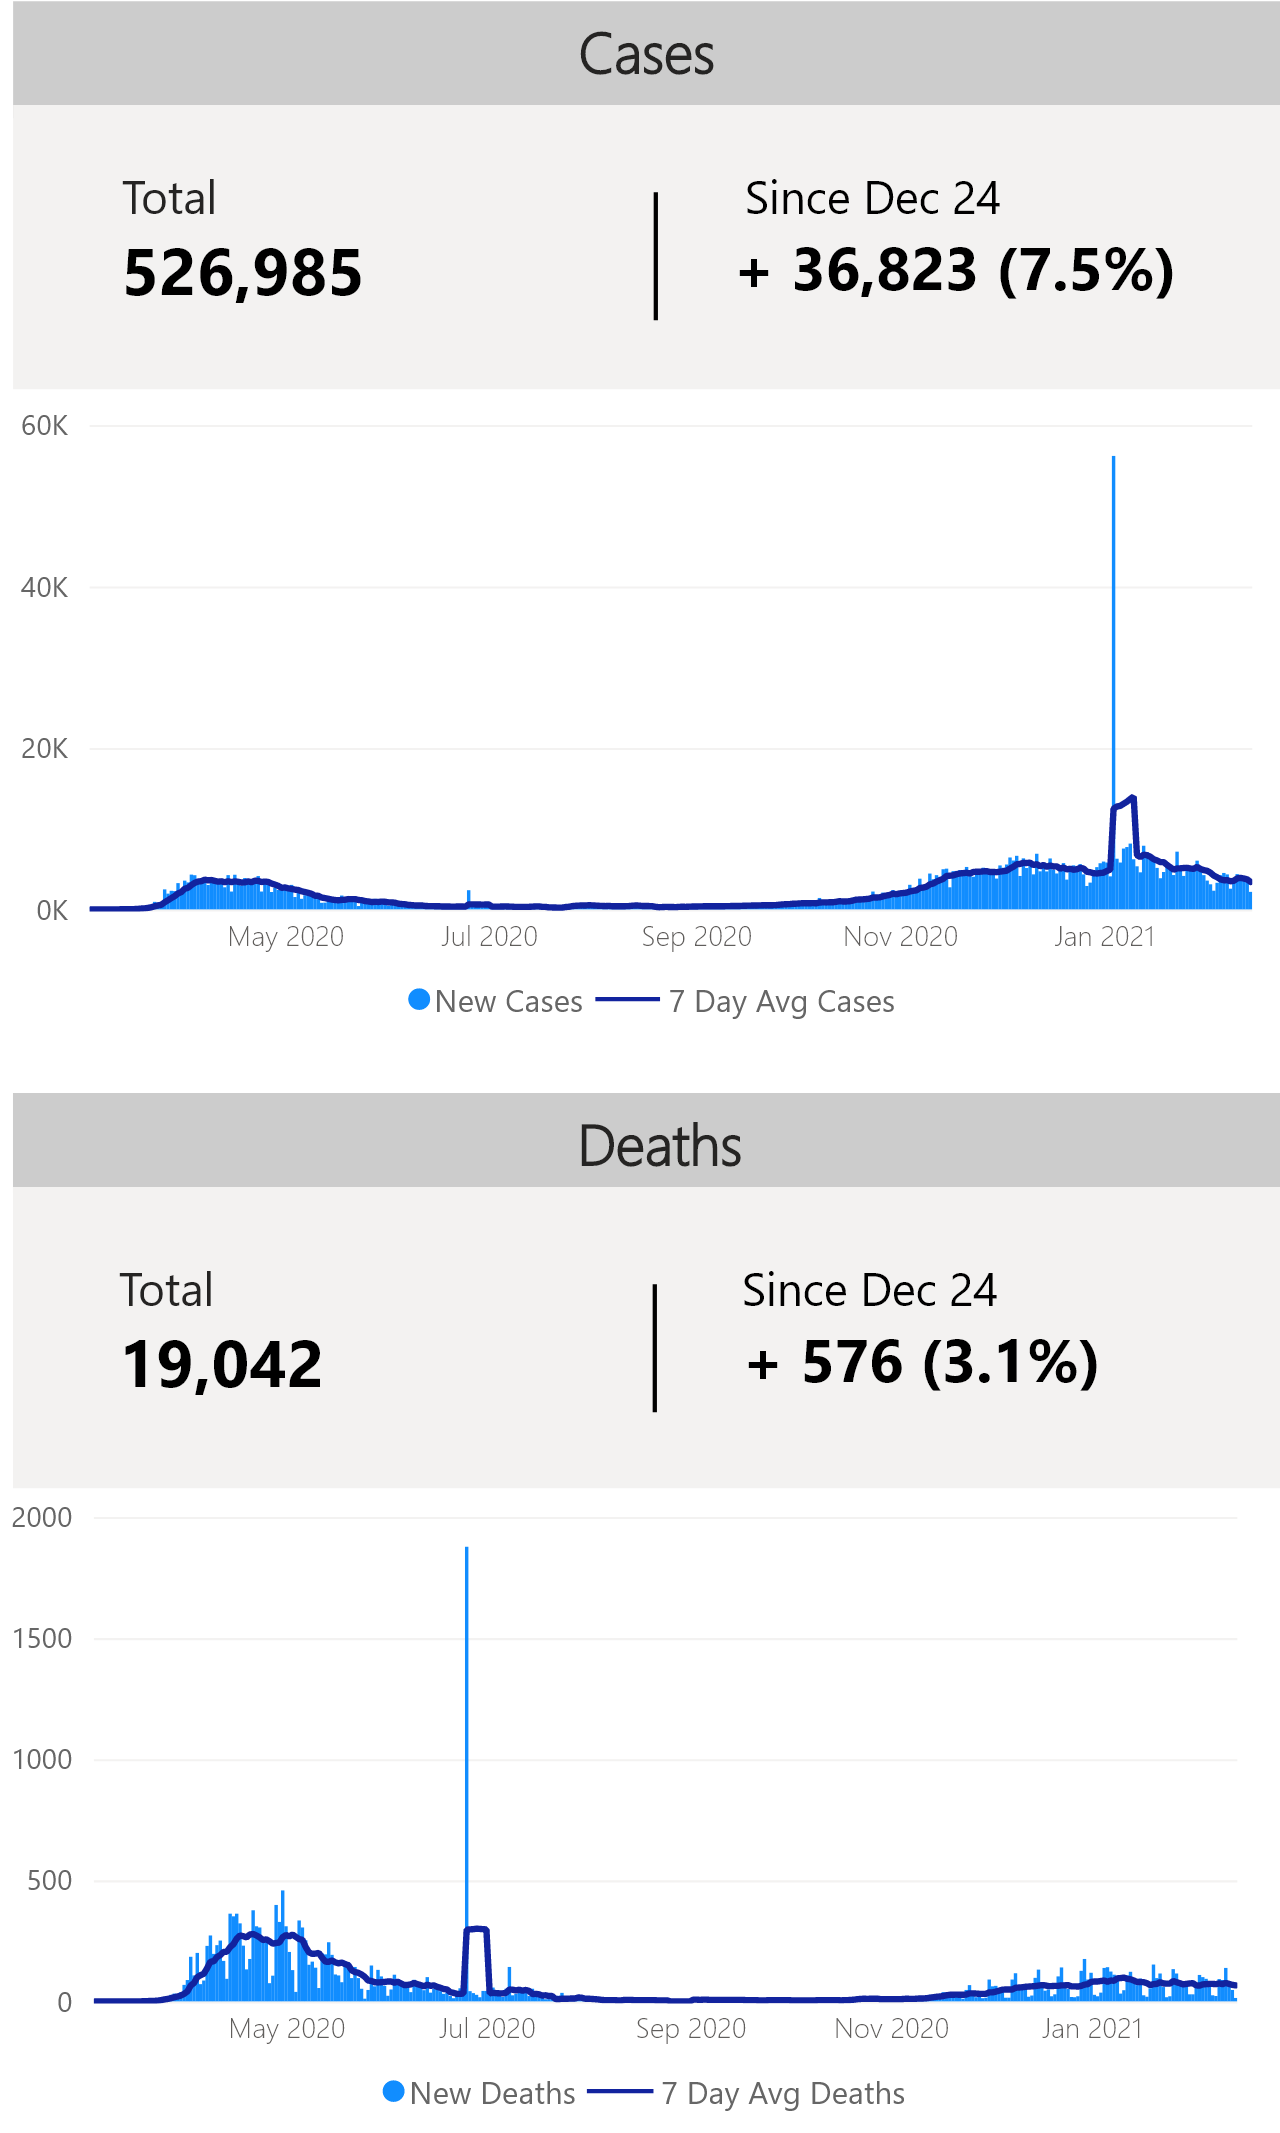 Cases
Total
Since Dec 24
526,985
+ 36,823 (7.5%)
60K
40K
20K
0K
May 2020
Jul 2020
Sep 2020
Nov 2020
Jan 2021
New Cases
7 Day Avg Cases
Deaths
Total
Since Dec 24
19,042
+ 576 (3.1%)
2000
1500
1000
500
0
May 2020
Jul 2020
Sep 2020
Nov 2020
Jan 2021
New Deaths
7 Day Avg Deaths